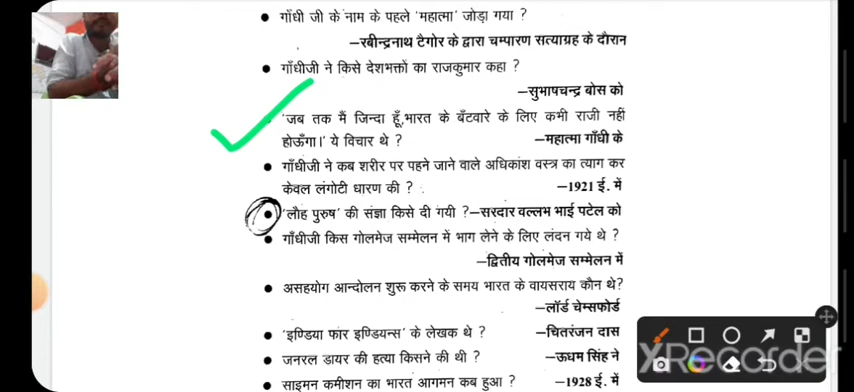 गाँधी जी के नाम के पहले 'महात्मा' जोड़ा गया ?
–रबीन्द्रनाथ टैगोर के द्वारा चम्पारण सत्याग्रह के दौरान
गाँधीजी ने किसे देशभक्तों का राजकुमार कहा ?
–सुभाषचन्द्र बोस को
'जब तक मैं जिन्दा हूँ, भारत के बँटवारे के लिए कभी राजी नहीं
होऊँगा।' ये विचार थे ? –महात्मा गाँधी के
गाँधीजी ने कब शरीर पर पहने जाने वाले अधिकांश वस्त्र का त्याग कर
केवल लंगोटी धारण की ? –1921 ई. में
'लौह पुरुष' की संज्ञा किसे दी गयी ? –सरदार वल्लभ भाई पटेल को
गाँधीजी किस गोलमेज सम्मेलन में भाग लेने के लिए लंदन गये थे ?
–द्वितीय गोलमेज सम्मेलन में
असहयोग आन्दोलन शुरू करने के समय भारत के वायसराय कौन थे?
–लॉर्ड चेम्सफोर्ड
'इण्डिया फार इण्डियन्स' के लेखक थे ? –चितरंजन दास
जनरल डायर की हत्या किसने की थी ? –ऊधम सिंह ने
साइमन कमीशन का भारत आगमन कब हुआ ? –1928 ई. में
XRecorder